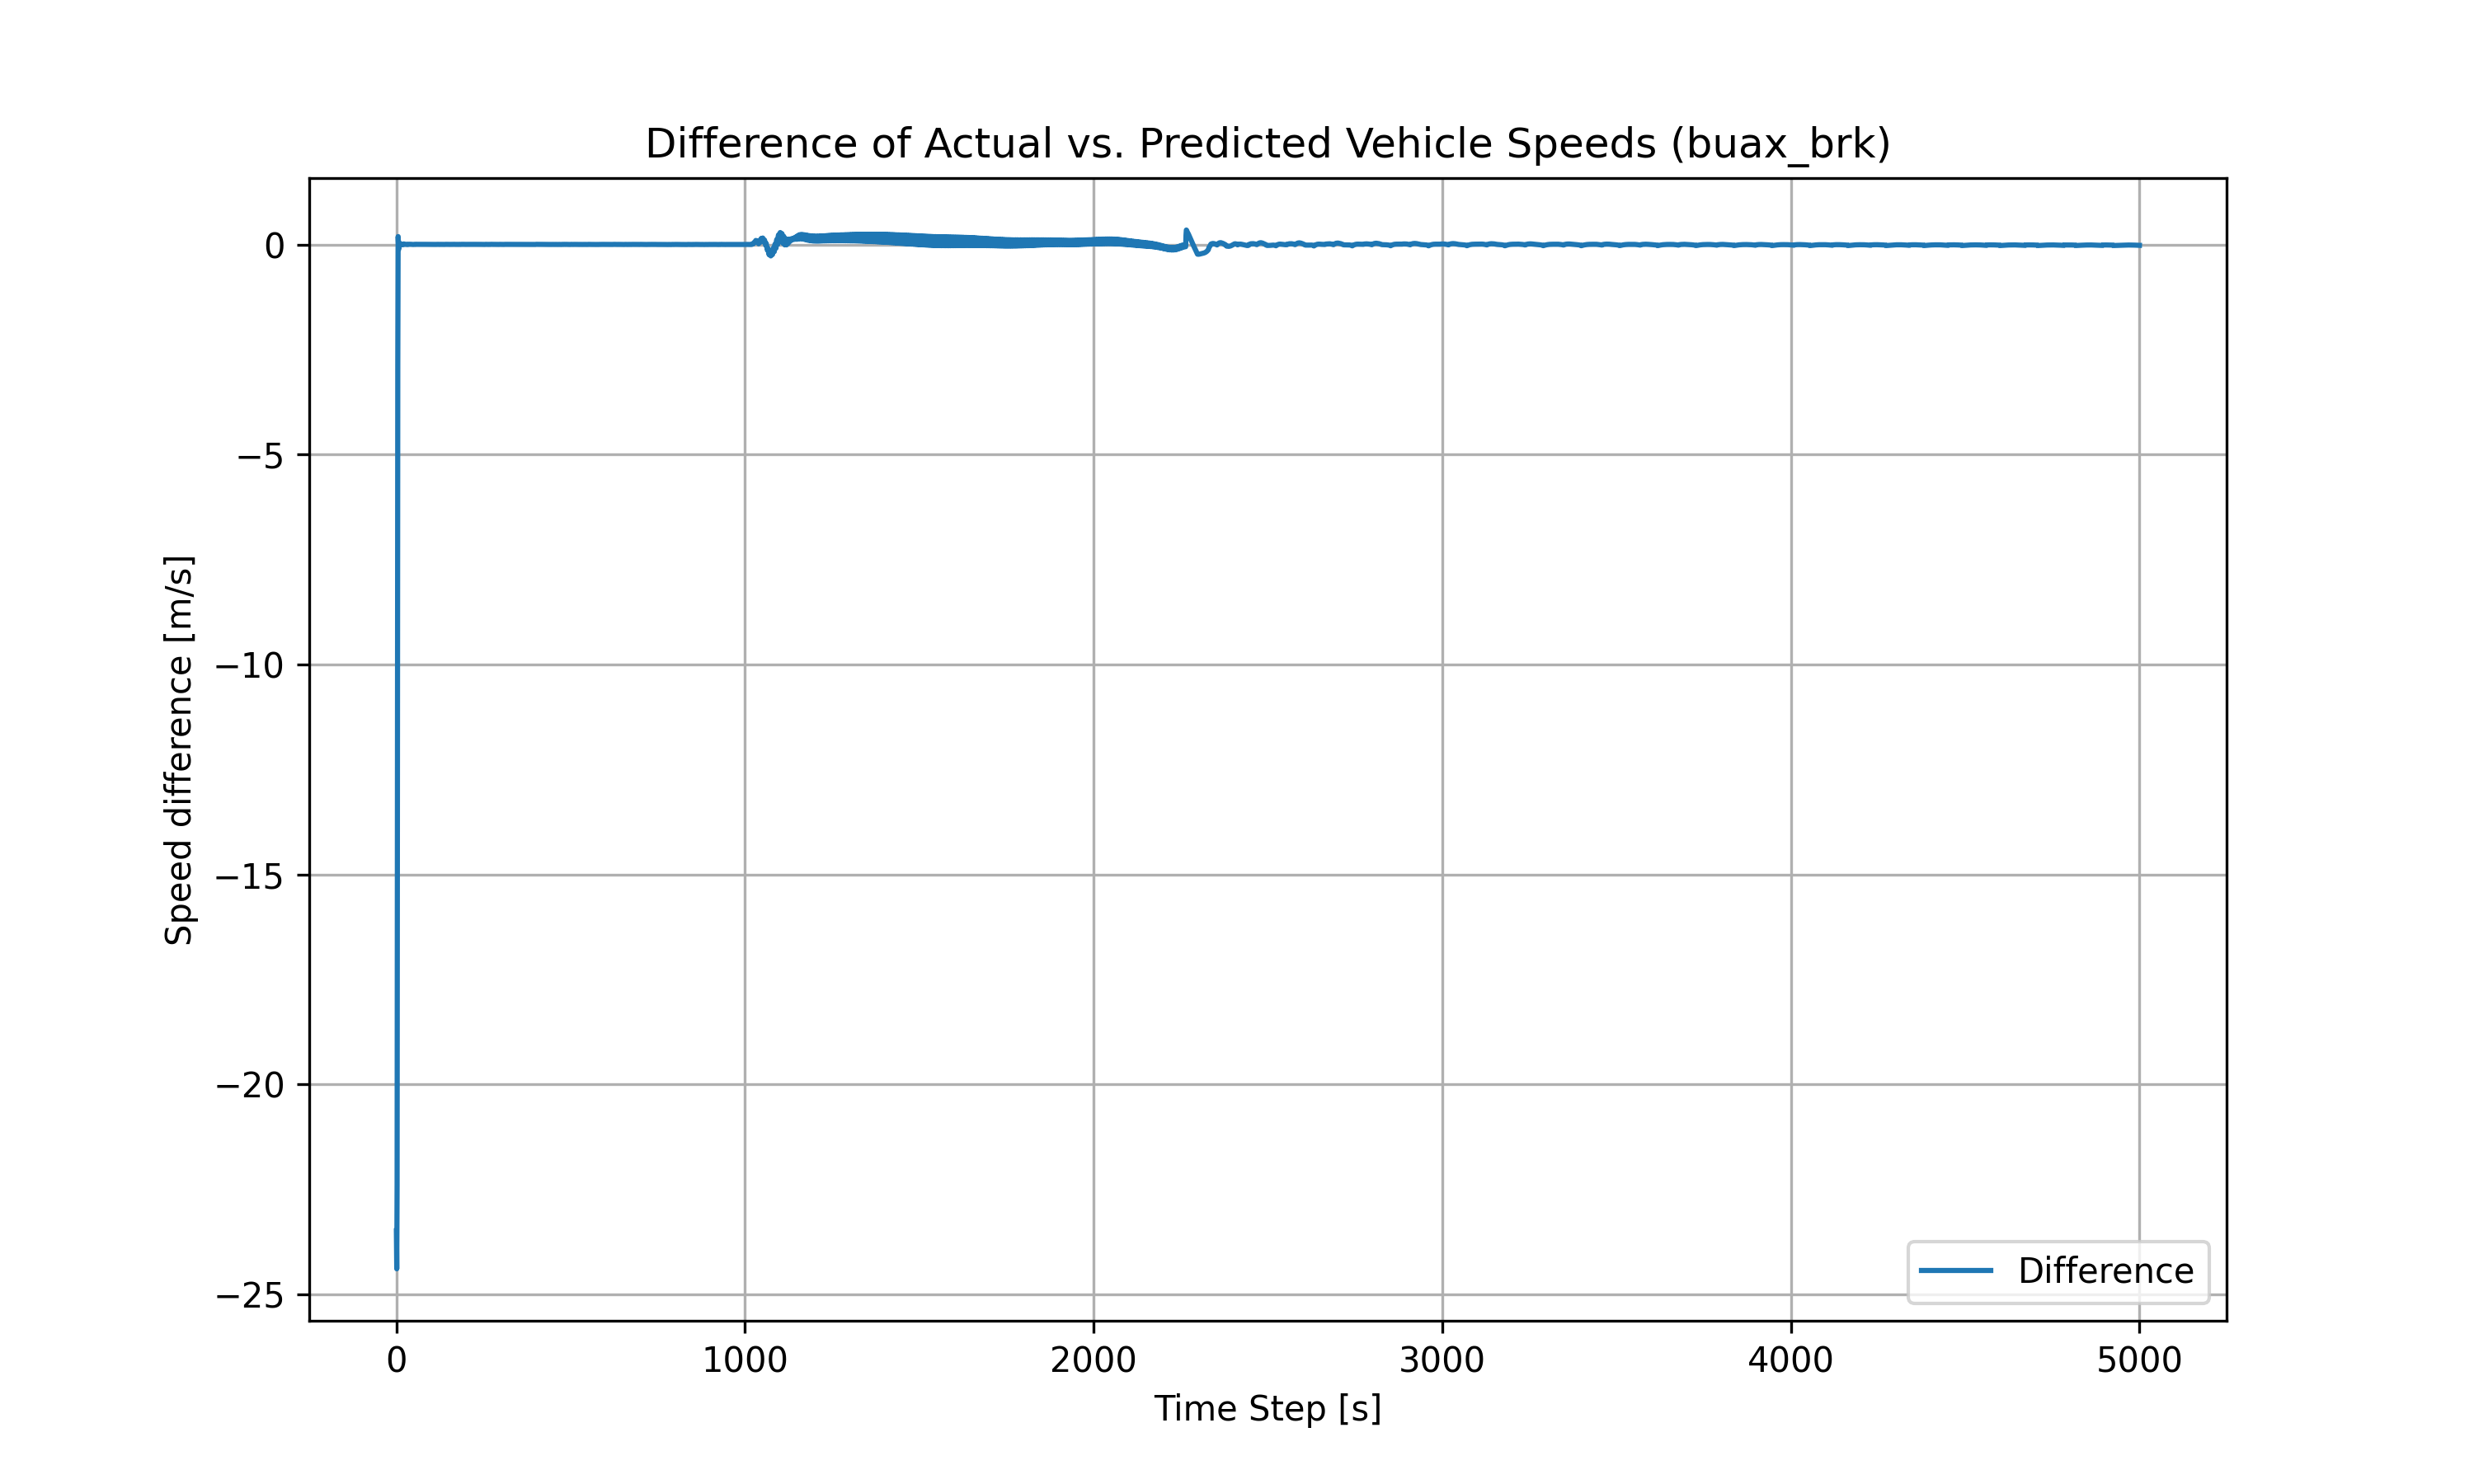 Difference of Actual vs. Predicted Vehicle Speeds (buax_brk)
0
−5
−10
−15
−20
−25
Speed difference [m/s]
Difference
0 1000 2000 3000 4000 5000
Time Step [s]